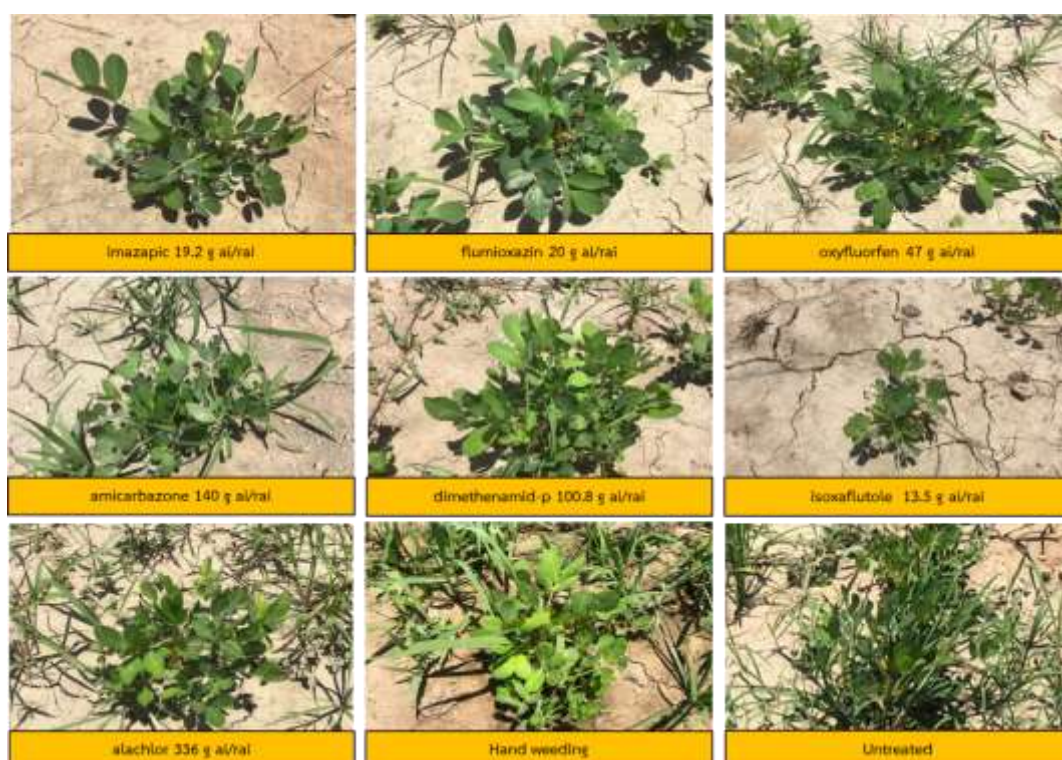 imazapic 19.2 g ai/rai
flumioxazin 20 g ai/rai
oxyfluorfen 47 g ai/rai
amicarbazone 140 g ai/rai
dimethenamid-p 100.8 g ai/rai
isoxaflutole 13.5 g ai/rai
alachlor 336 g ai/rai
Hand weeding
Untreated